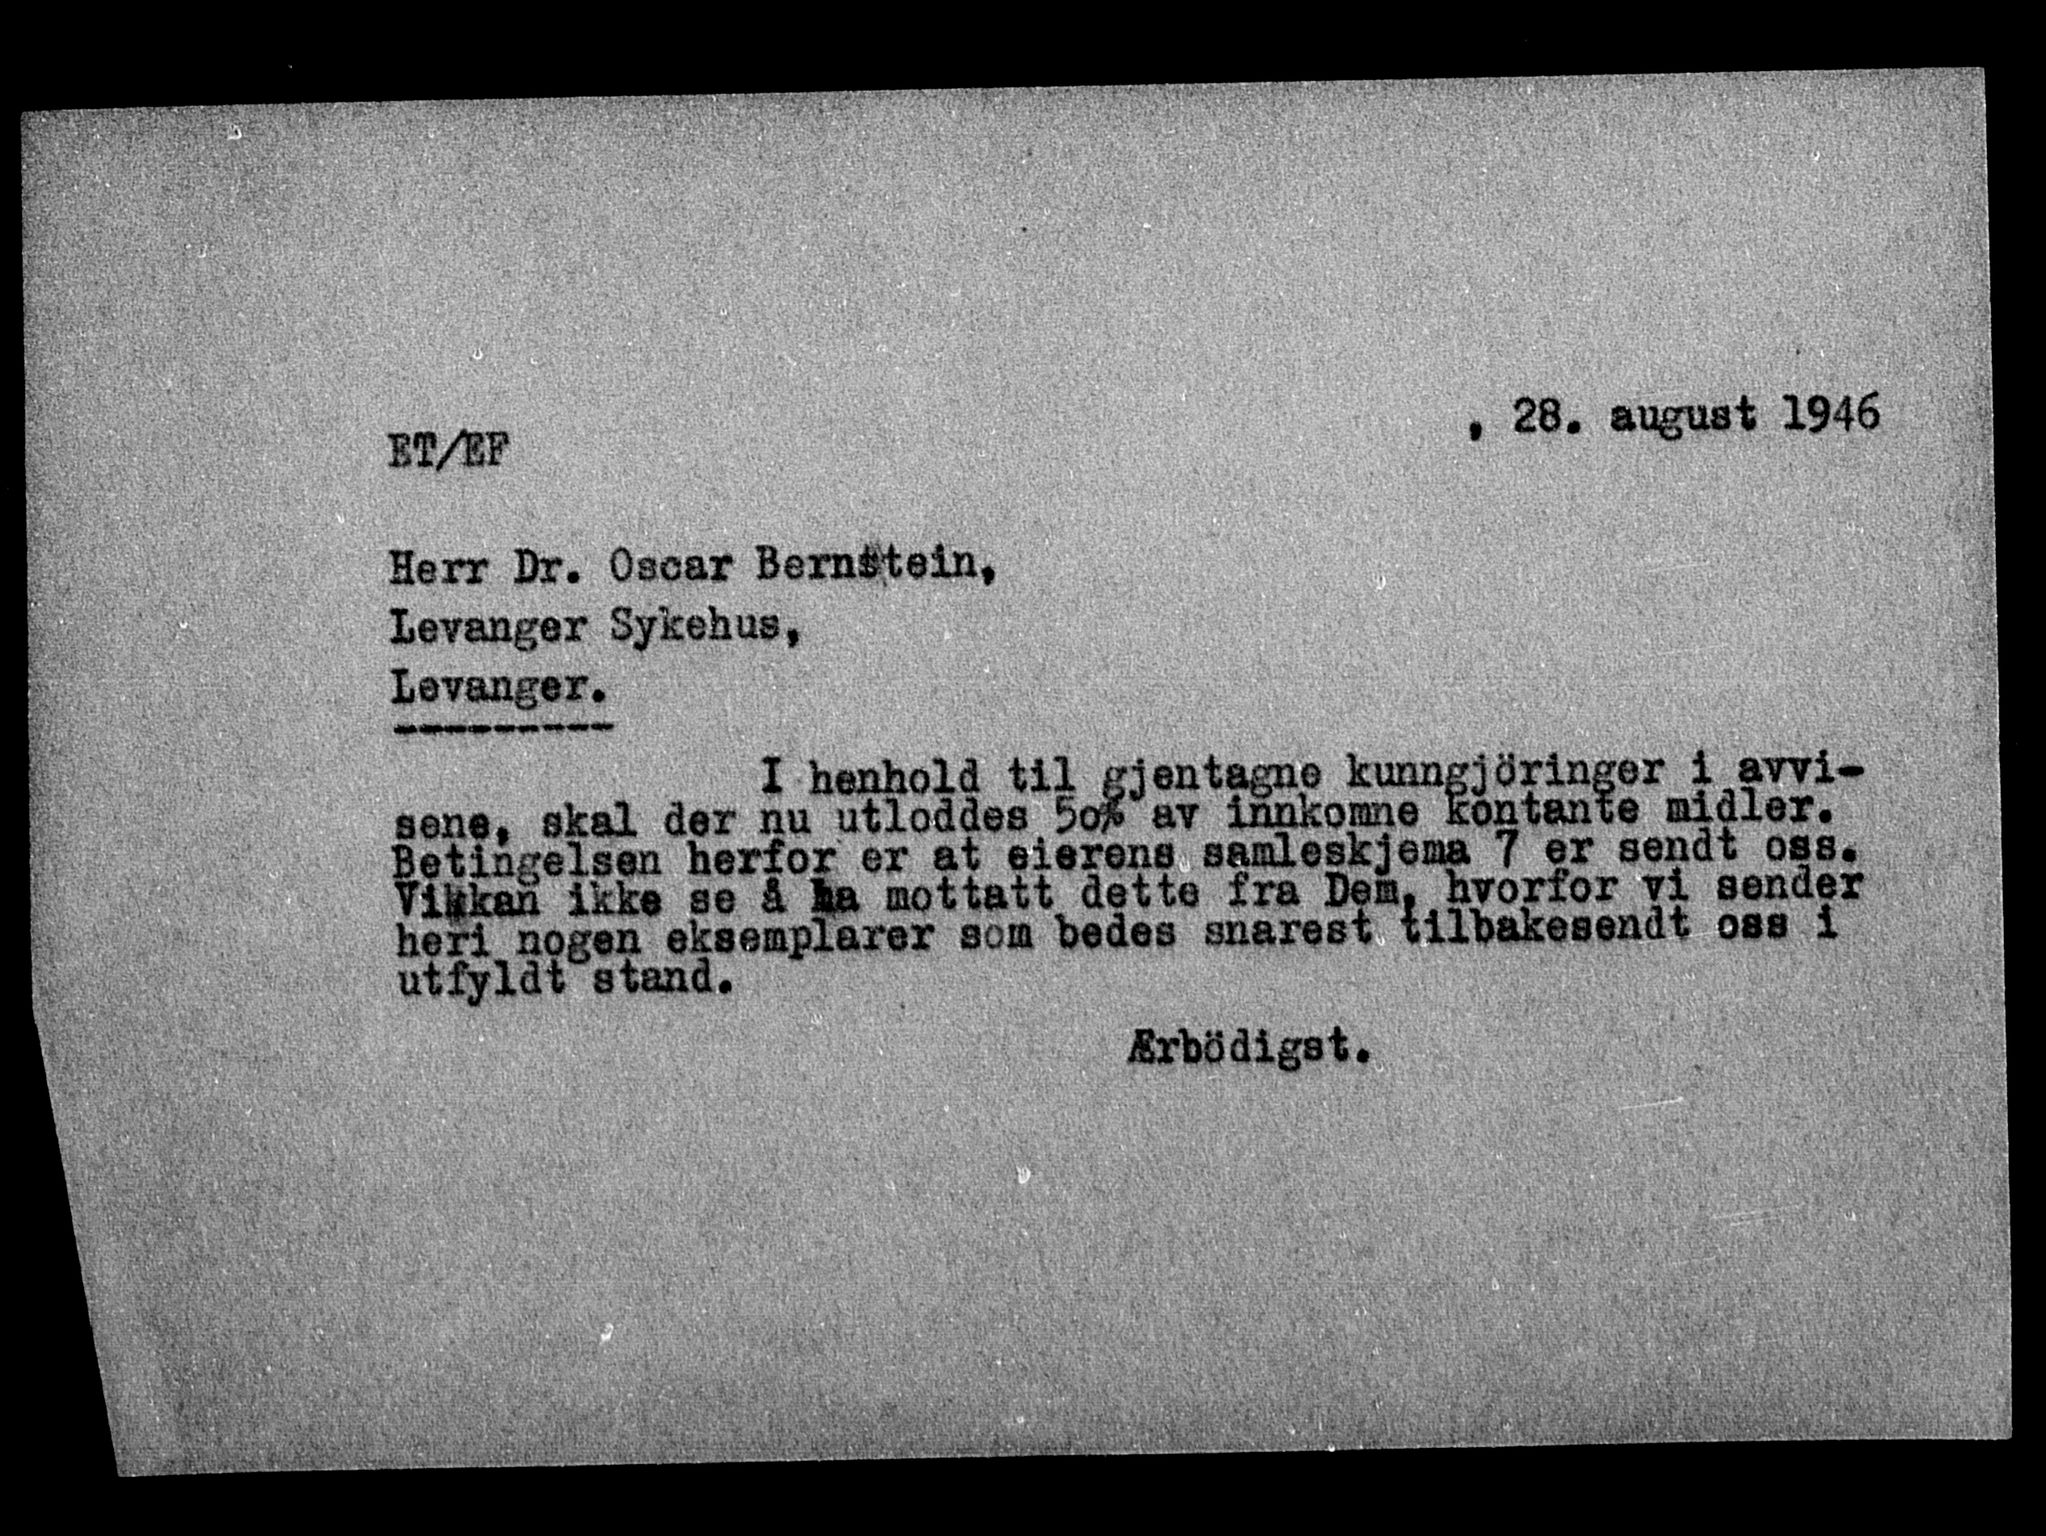 , 28. august 1946
ET/EF
Herr Dr. Oscar Bernstein,
Levanger Sykehus,
Levanger.
---------
I henhold til gjentagne kunngjöringer i avvi-
sene, skal der nu utloddes 5o% av innkomne kontante midler.
Betingelsen herfor er at eierens samleskjema 7 er sendt oss.
Vi kan ikke se å ha mottatt dette fra Dem, hvorfor vi sender
heri nogen eksemplarer som bedes snarest tilbakesendt oss i
utfyldt stand.
Ærbödigst.